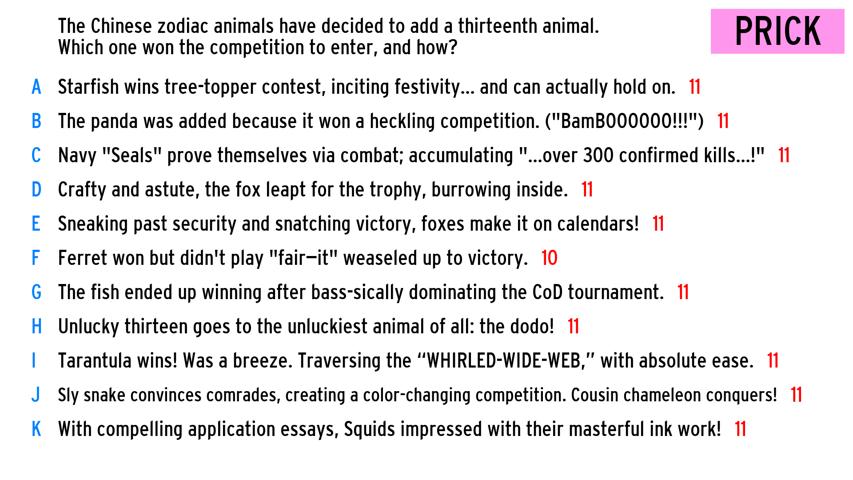 The Chinese zodiac animals have decided to add a thirteenth animal.
Which one won the competition to enter, and how?
PRICK
A Starfish wins tree-topper contest, inciting festivity... and can actually hold on. 11
B The panda was added because it won a heckling competition. ("BamBOOOOOO!!!") 11
C Navy "Seals" prove themselves via combat; accumulating "...over 300 confirmed kills...!" 11
D Crafty and astute, the fox leapt for the trophy, burrowing inside. 11
E Sneaking past security and snatching victory, foxes make it on calendars! 11
F Ferret won but didn't play "fair—it" weaseled up to victory. 10
G The fish ended up winning after bass-sically dominating the CoD tournament. 11
H Unlucky thirteen goes to the unluckiest animal of all: the dodo! 11
I Tarantula wins! Was a breeze. Traversing the “WHIRLED-WIDE-WEB,” with absolute ease. 11
J Sly snake convinces comrades, creating a color-changing competition. Cousin chameleon conquers! 11
K With compelling application essays, Squids impressed with their masterful ink work! 11